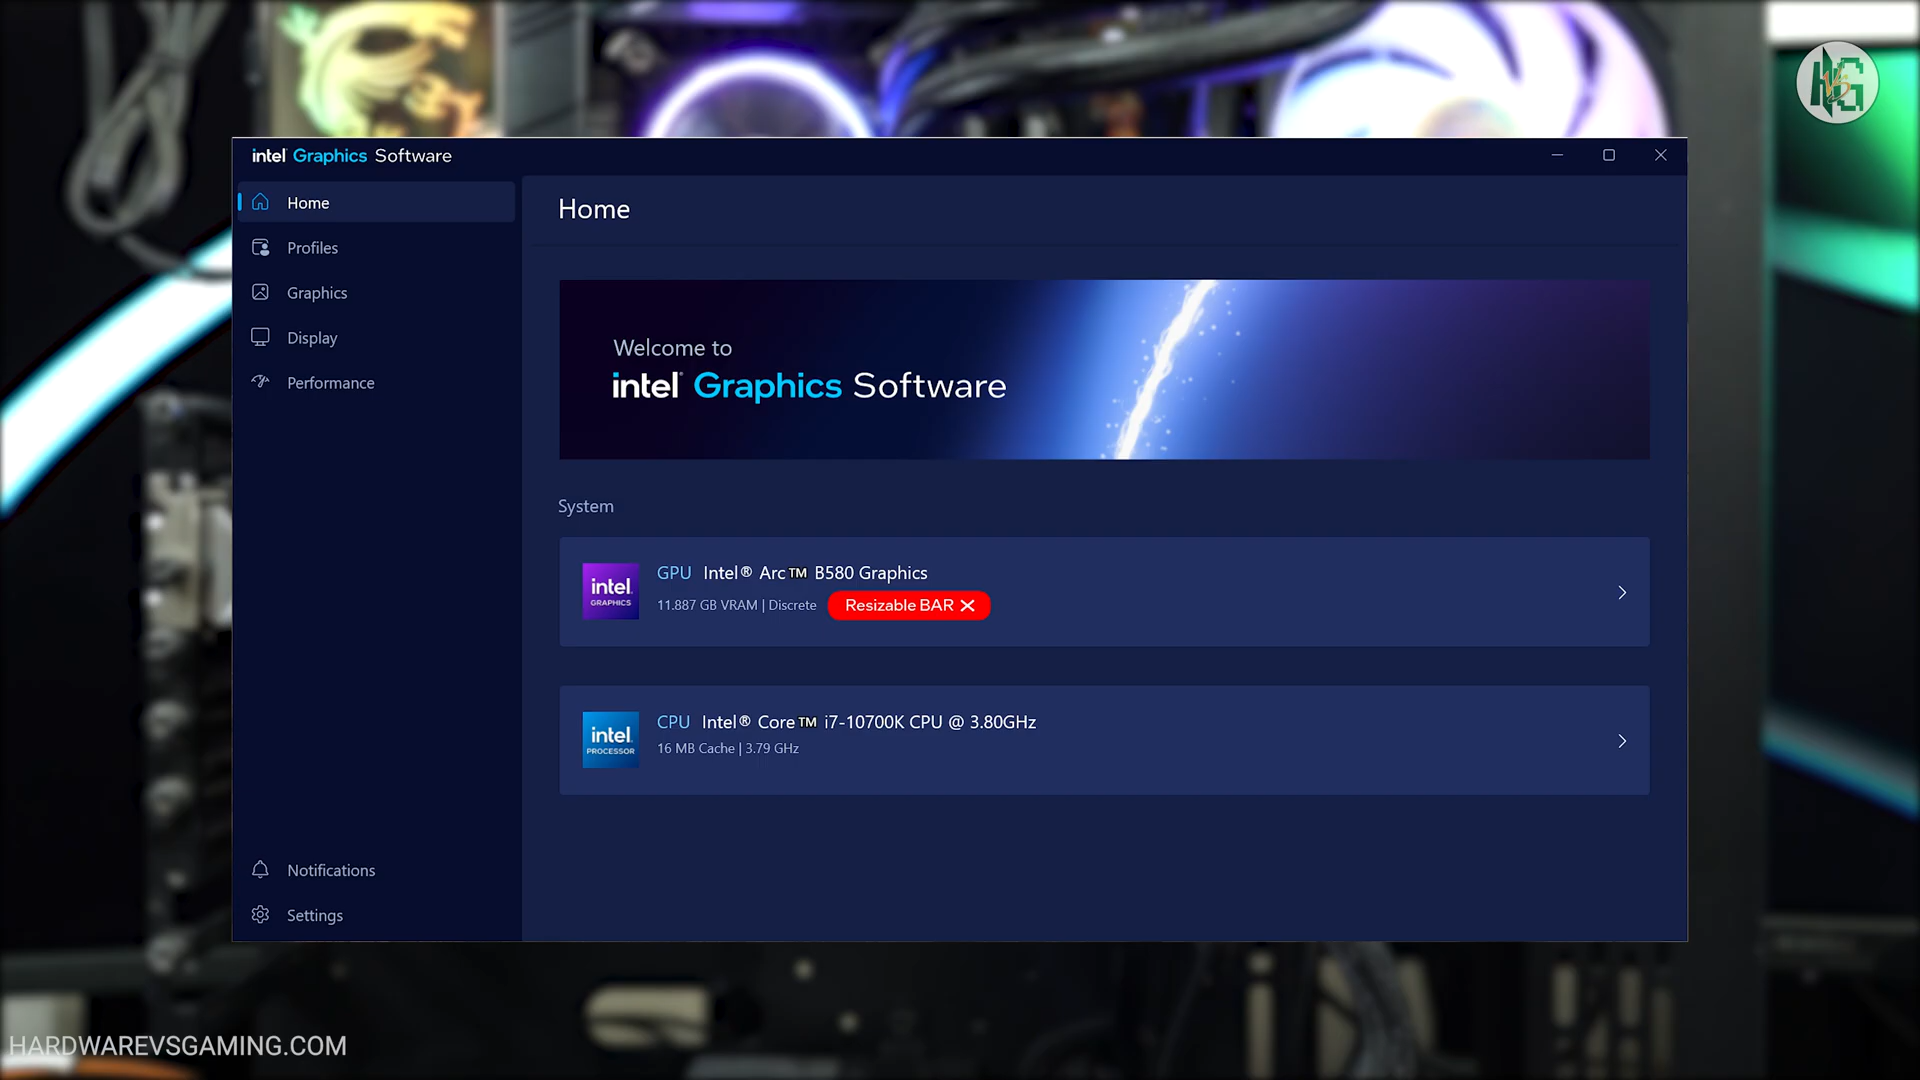 intel Graphics Software
Home
Profiles
Graphics
Display
Performance
Notifications
Settings
Home
Welcome to
intel Graphics Software
System
intel GRAPHICS
GPU Intel® Arc™ B580 Graphics
11.887 GB VRAM | Discrete Resizable BAR ✕
intel PROCESSOR
CPU Intel® Core™ i7-10700K CPU @ 3.80GHz
16 MB Cache | 3.79 GHz
HVSG
HARDWAREVSGAMING.COM